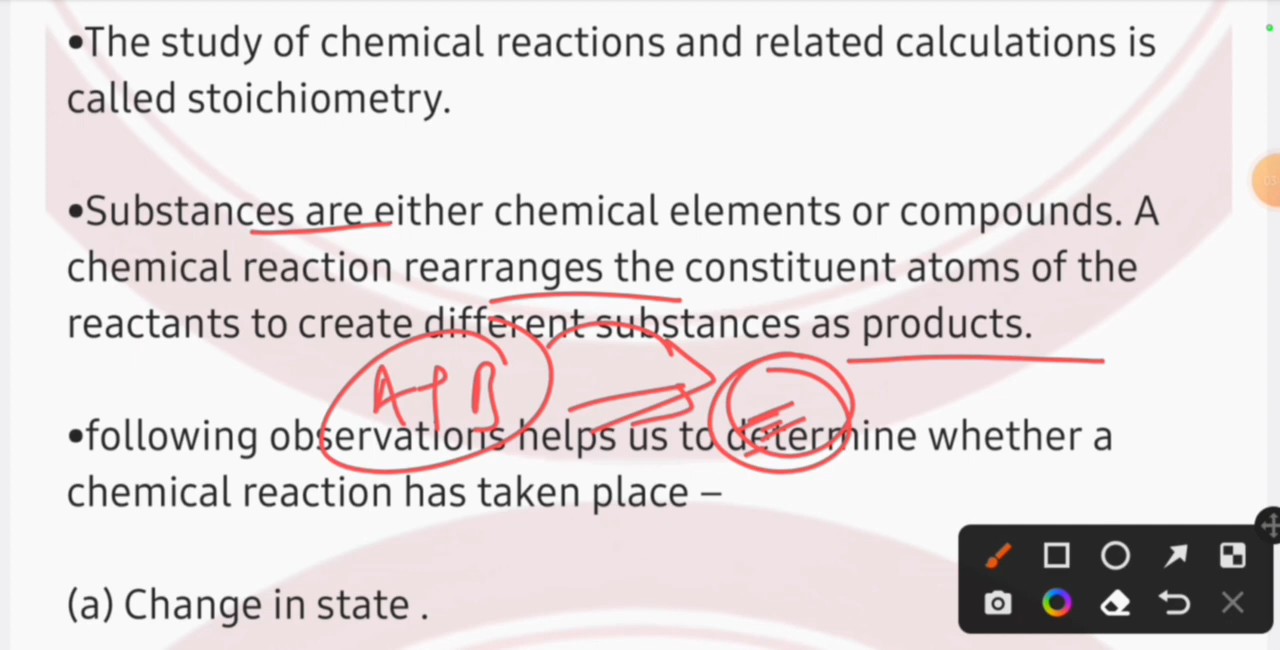 •The study of chemical reactions and related calculations is
called stoichiometry.
•Substances are either chemical elements or compounds. A
chemical reaction rearranges the constituent atoms of the
reactants to create different substances as products.
A+B
•following observations helps us to determine whether a
chemical reaction has taken place –
(a) Change in state .